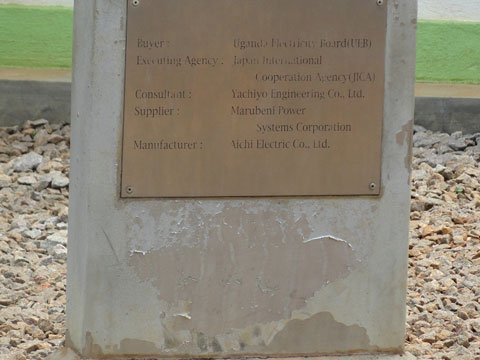 Buyer : Uganda Electricity Board(UEB)
Executing Agency : Japan International
Cooperation Agency(JICA)
Consultant : Yachiyo Engineering Co., Ltd.
Supplier : Marubeni Power
Systems Corporation
Manufacturer : Aichi Electric Co., Ltd.